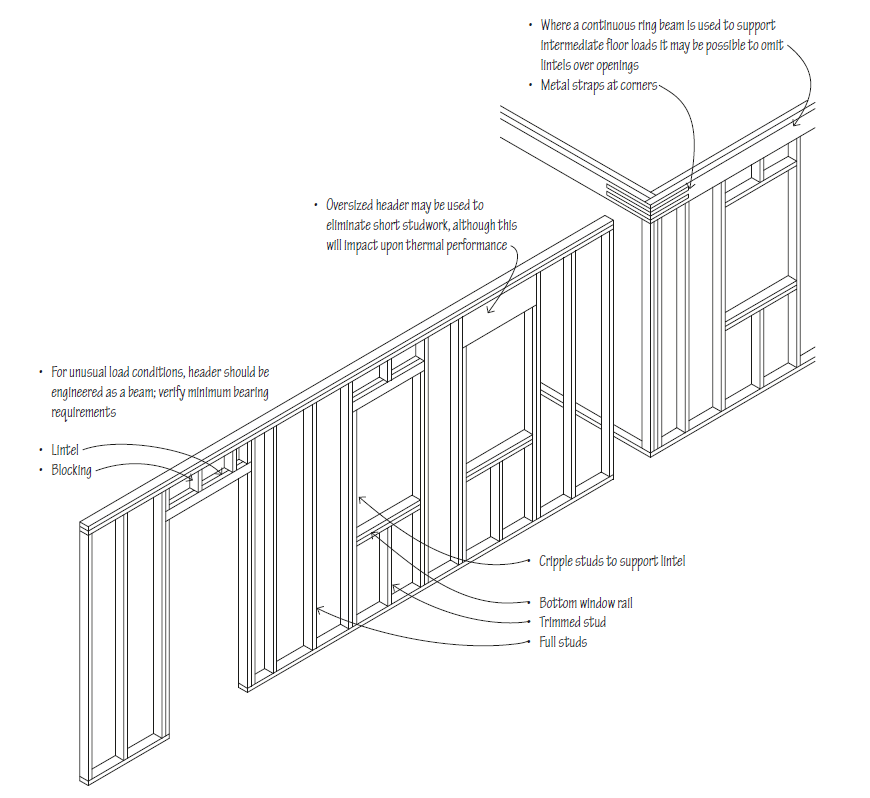 • Where a continuous ring beam is used to support
intermediate floor loads it may be possible to omit
lintels over openings
• Metal straps at corners
• Oversized header may be used to
eliminate short studwork, although this
will impact upon thermal performance
• For unusual load conditions, header should be
engineered as a beam; verify minimum bearing
requirements
• Lintel
• Blocking
• Cripple studs to support lintel
• Bottom window rail
• Trimmed stud
• Full studs